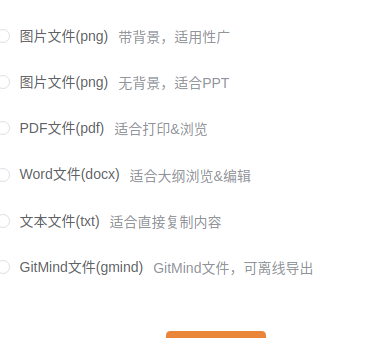 图片文件(png) 带背景，适用性广
图片文件(png) 无背景，适合PPT
PDF文件(pdf) 适合打印&浏览
Word文件(docx) 适合大纲浏览&编辑
文本文件(txt) 适合直接复制内容
GitMind文件(gmind) GitMind文件，可离线导出